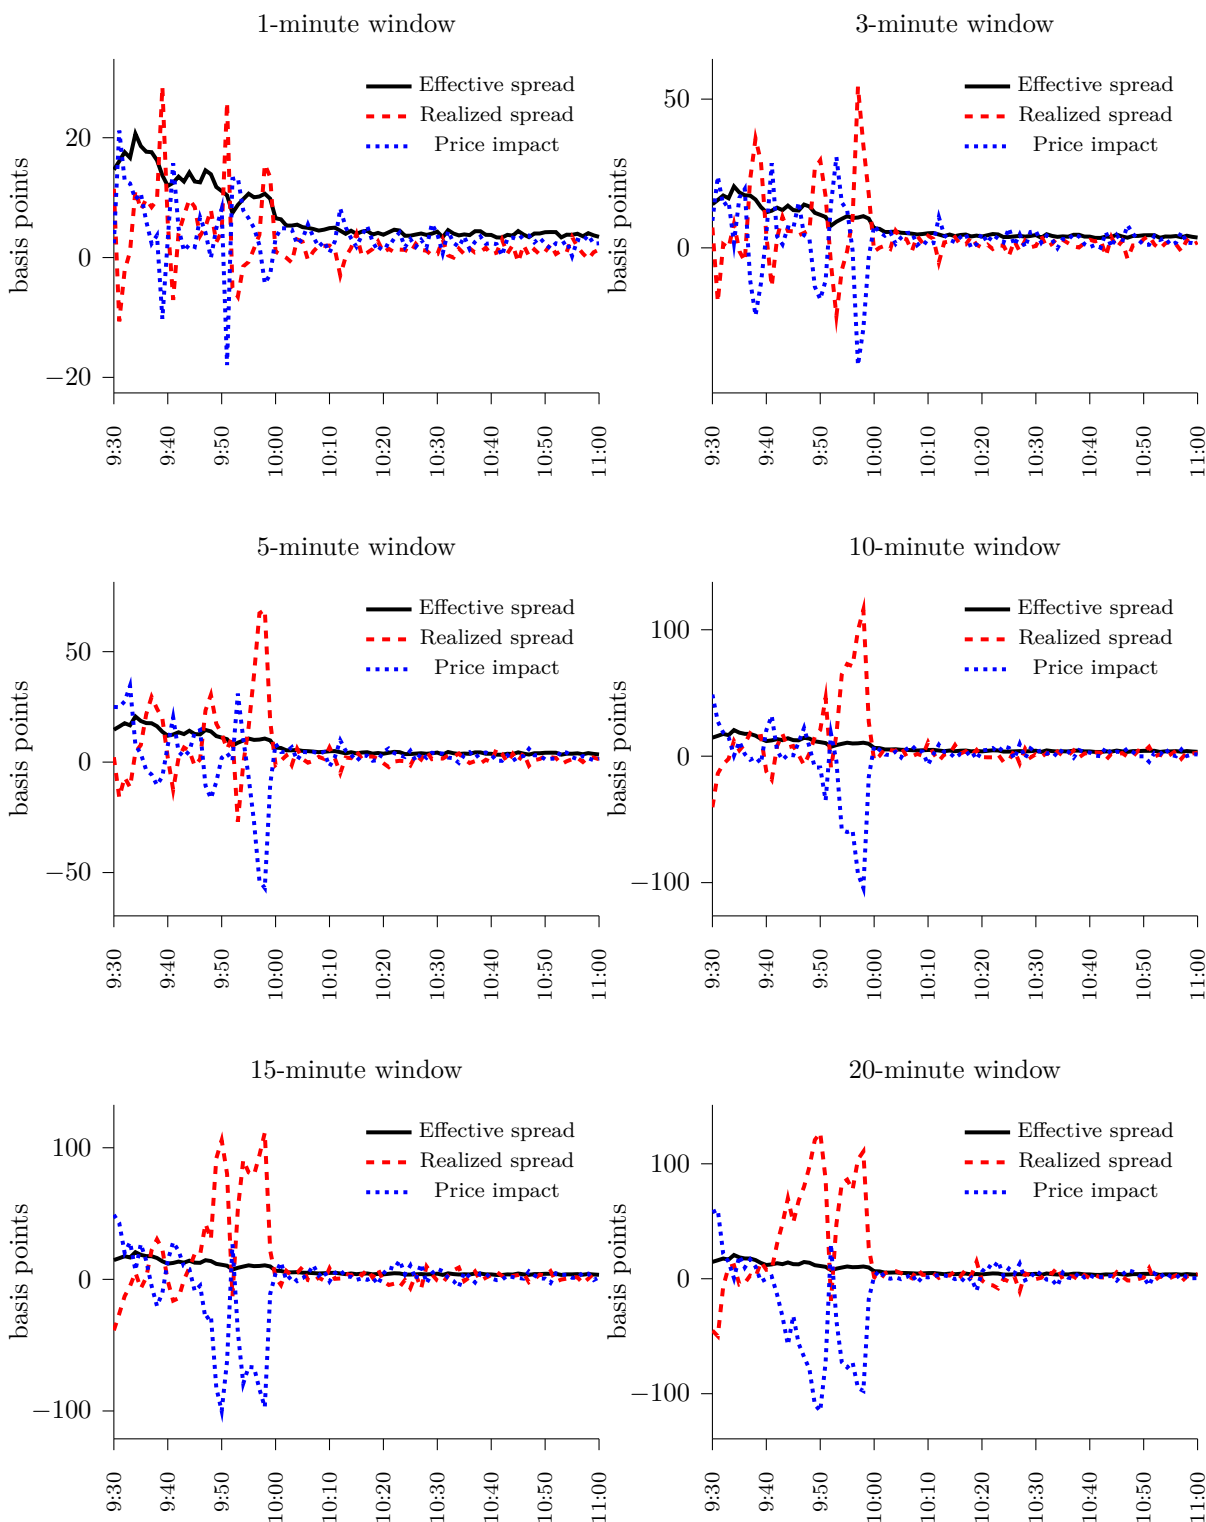 1-minute window
Effective spread
Realized spread
Price impact
basis points
20
0
−20
9:30
9:40
9:50
10:00
10:10
10:20
10:30
10:40
10:50
11:00
3-minute window
Effective spread
Realized spread
Price impact
basis points
50
0
9:30
9:40
9:50
10:00
10:10
10:20
10:30
10:40
10:50
11:00
5-minute window
Effective spread
Realized spread
Price impact
basis points
50
0
−50
9:30
9:40
9:50
10:00
10:10
10:20
10:30
10:40
10:50
11:00
10-minute window
Effective spread
Realized spread
Price impact
basis points
100
0
−100
9:30
9:40
9:50
10:00
10:10
10:20
10:30
10:40
10:50
11:00
15-minute window
Effective spread
Realized spread
Price impact
basis points
100
0
−100
9:30
9:40
9:50
10:00
10:10
10:20
10:30
10:40
10:50
11:00
20-minute window
Effective spread
Realized spread
Price impact
basis points
100
0
−100
9:30
9:40
9:50
10:00
10:10
10:20
10:30
10:40
10:50
11:00